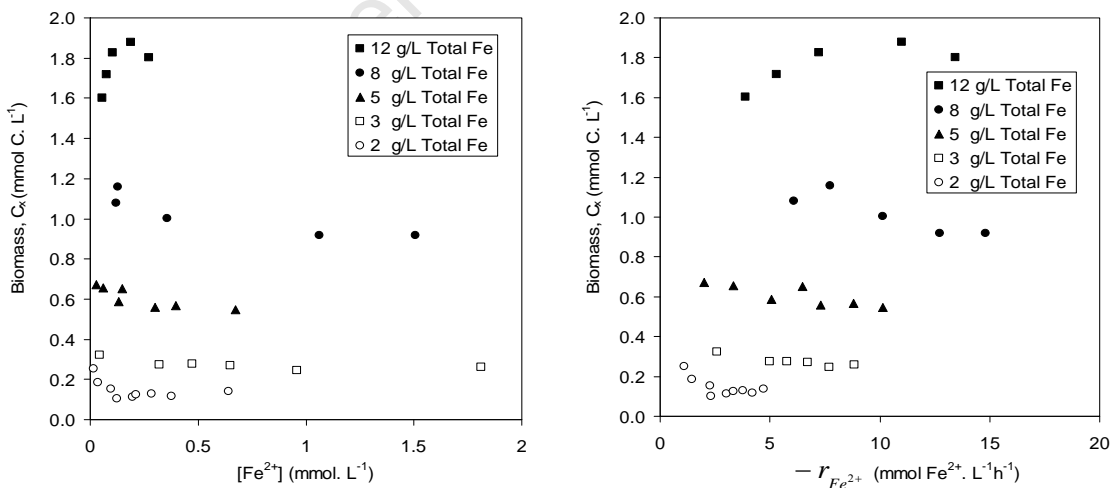 2.0
1.8
1.6
1.4
1.2
1.0
0.8
0.6
0.4
0.2
0.0
Biomass, Cₓ (mmol C. L⁻¹)
12 g/L Total Fe
8 g/L Total Fe
5 g/L Total Fe
3 g/L Total Fe
2 g/L Total Fe
0 0.5 1 1.5 2
[Fe²⁺] (mmol. L⁻¹)
2.0
1.8
1.6
1.4
1.2
1.0
0.8
0.6
0.4
0.2
0.0
Biomass, Cₓ (mmol C. L⁻¹)
12 g/L Total Fe
8 g/L Total Fe
5 g/L Total Fe
3 g/L Total Fe
2 g/L Total Fe
0 5 10 15 20
− r_Fe²⁺ (mmol Fe²⁺. L⁻¹h⁻¹)